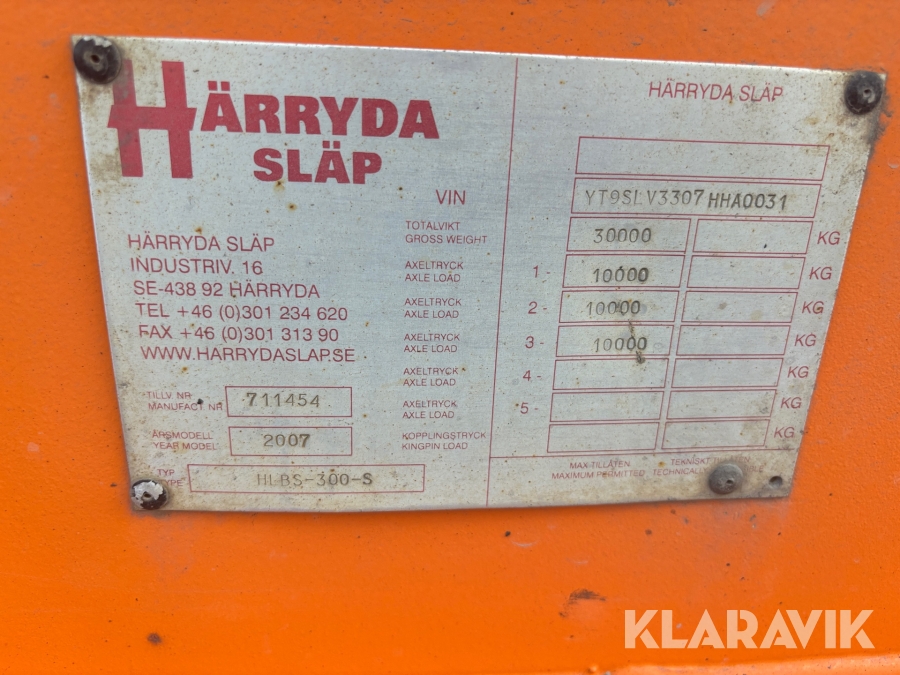 HÄRRYDA
SLÄP
HÄRRYDA SLÄP
INDUSTRIV. 16
SE-438 92 HÄRRYDA
TEL +46 (0)301 234 620
FAX +46 (0)301 313 90
WWW.HARRYDASLAP.SE
TILLV. NR
MANUFACT. NR
711454
ÅRSMODELL
YEAR MODEL
2007
TYP
TYPE
HLBS-300-S
HÄRRYDA SLÄP
VIN YT9SLV3307HHA0031
TOTALVIKT
GROSS WEIGHT
30000 KG
AXELTRYCK
AXLE LOAD
1 - 10000 KG
AXELTRYCK
AXLE LOAD
2 - 10000 KG
AXELTRYCK
AXLE LOAD
3 - 10000 KG
AXELTRYCK
AXLE LOAD
4 - KG
AXELTRYCK
AXLE LOAD
5 - KG
KOPPLINGSTRYCK
KINGPIN LOAD
KG
MAX TILLÅTEN
MAXIMUM PERMITTED
TEKNISKT
KLARAVIK